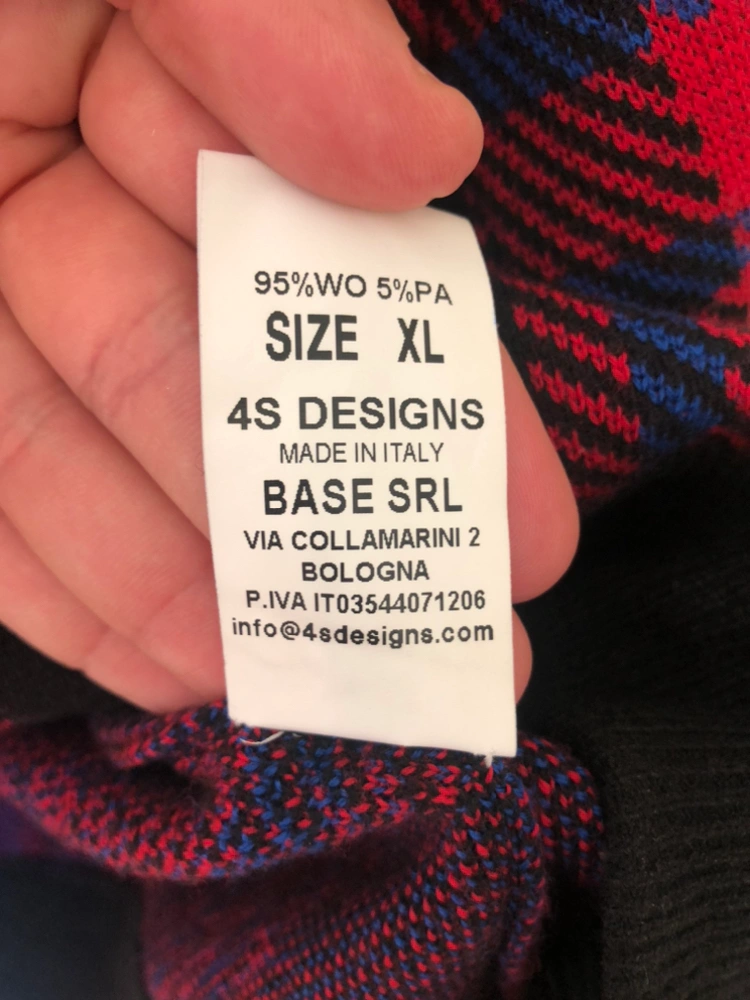 95%WO 5%PA
SIZE XL
4S DESIGNS
MADE IN ITALY
BASE SRL
VIA COLLAMARINI 2
BOLOGNA
P.IVA IT03544071206
info@4sdesigns.com